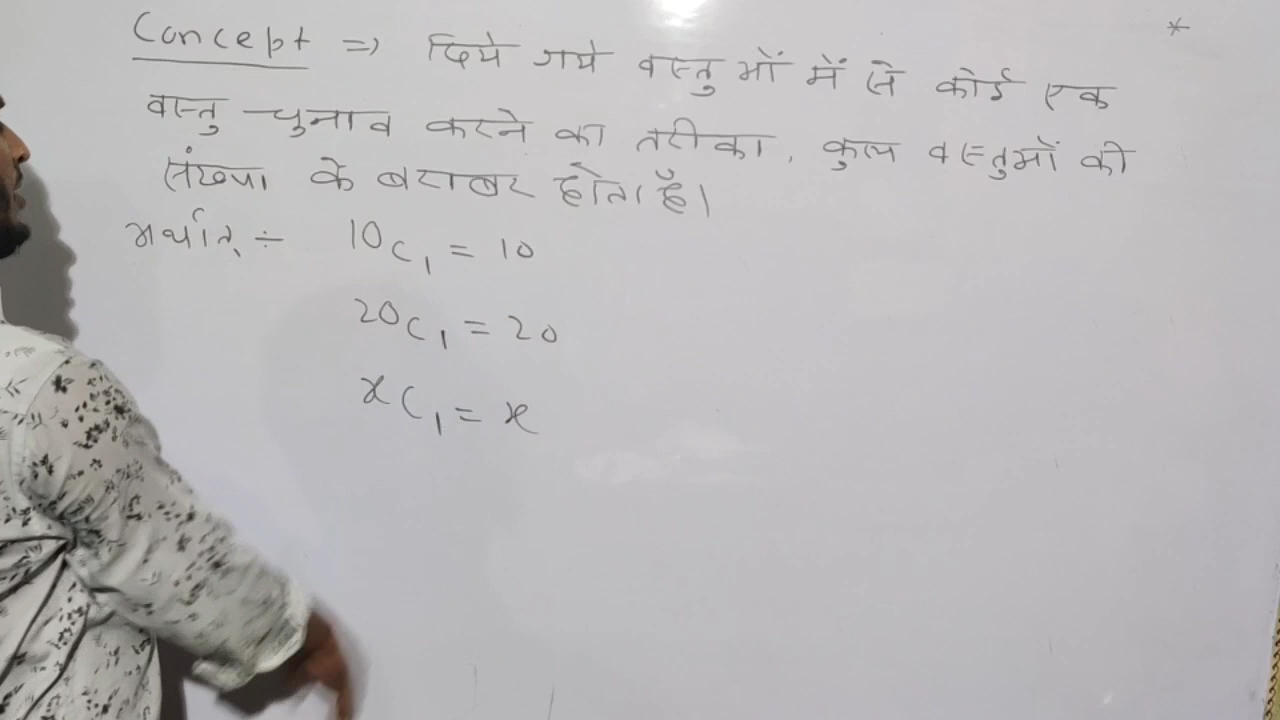 Concept => दिये गये वस्तुओं में से कोई एक *
वस्तु चुनाव करने का तरीका, कुल वस्तुओं की
संख्या के बराबर होता है।
अर्थात् ÷ 10C₁ = 10
20C₁ = 20
xC₁ = x